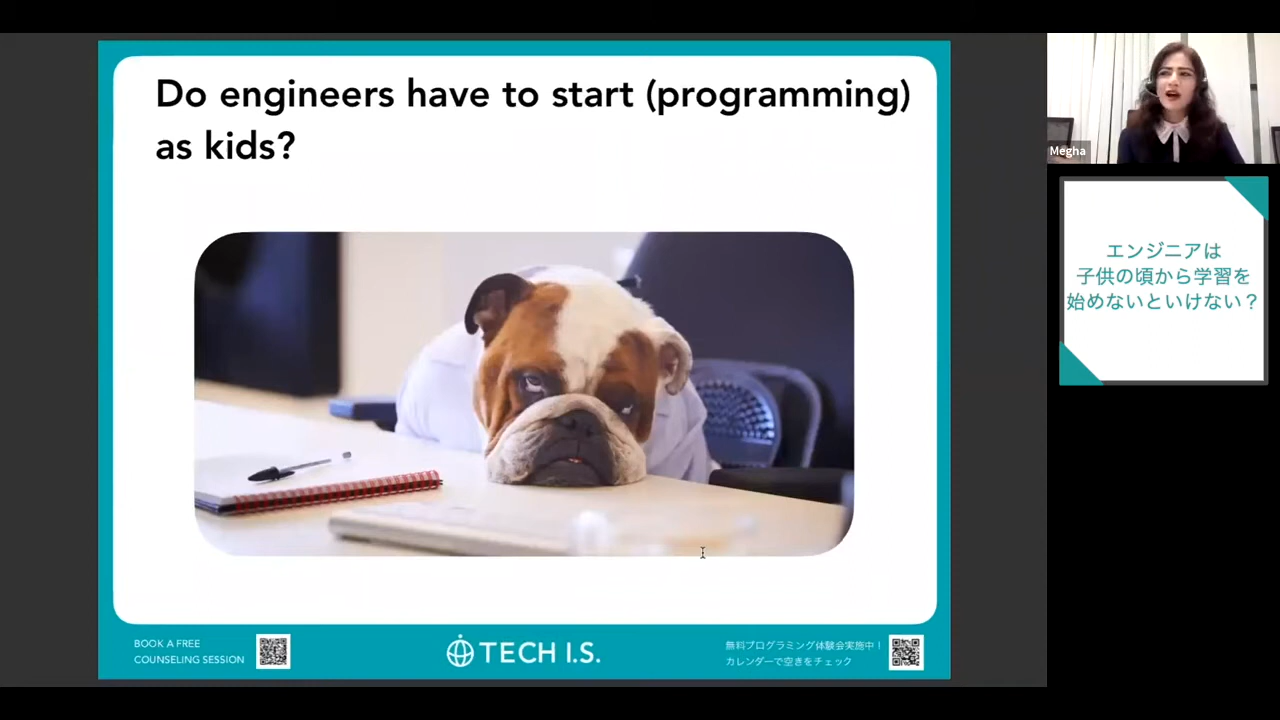 Do engineers have to start (programming)
as kids?
Megha
エンジニアは
子供の頃から学習を
始めないといけない？
BOOK A FREE
COUNSELING SESSION
TECH I.S.
無料プログラミング体験会実施中！
カレンダーで空きをチェック